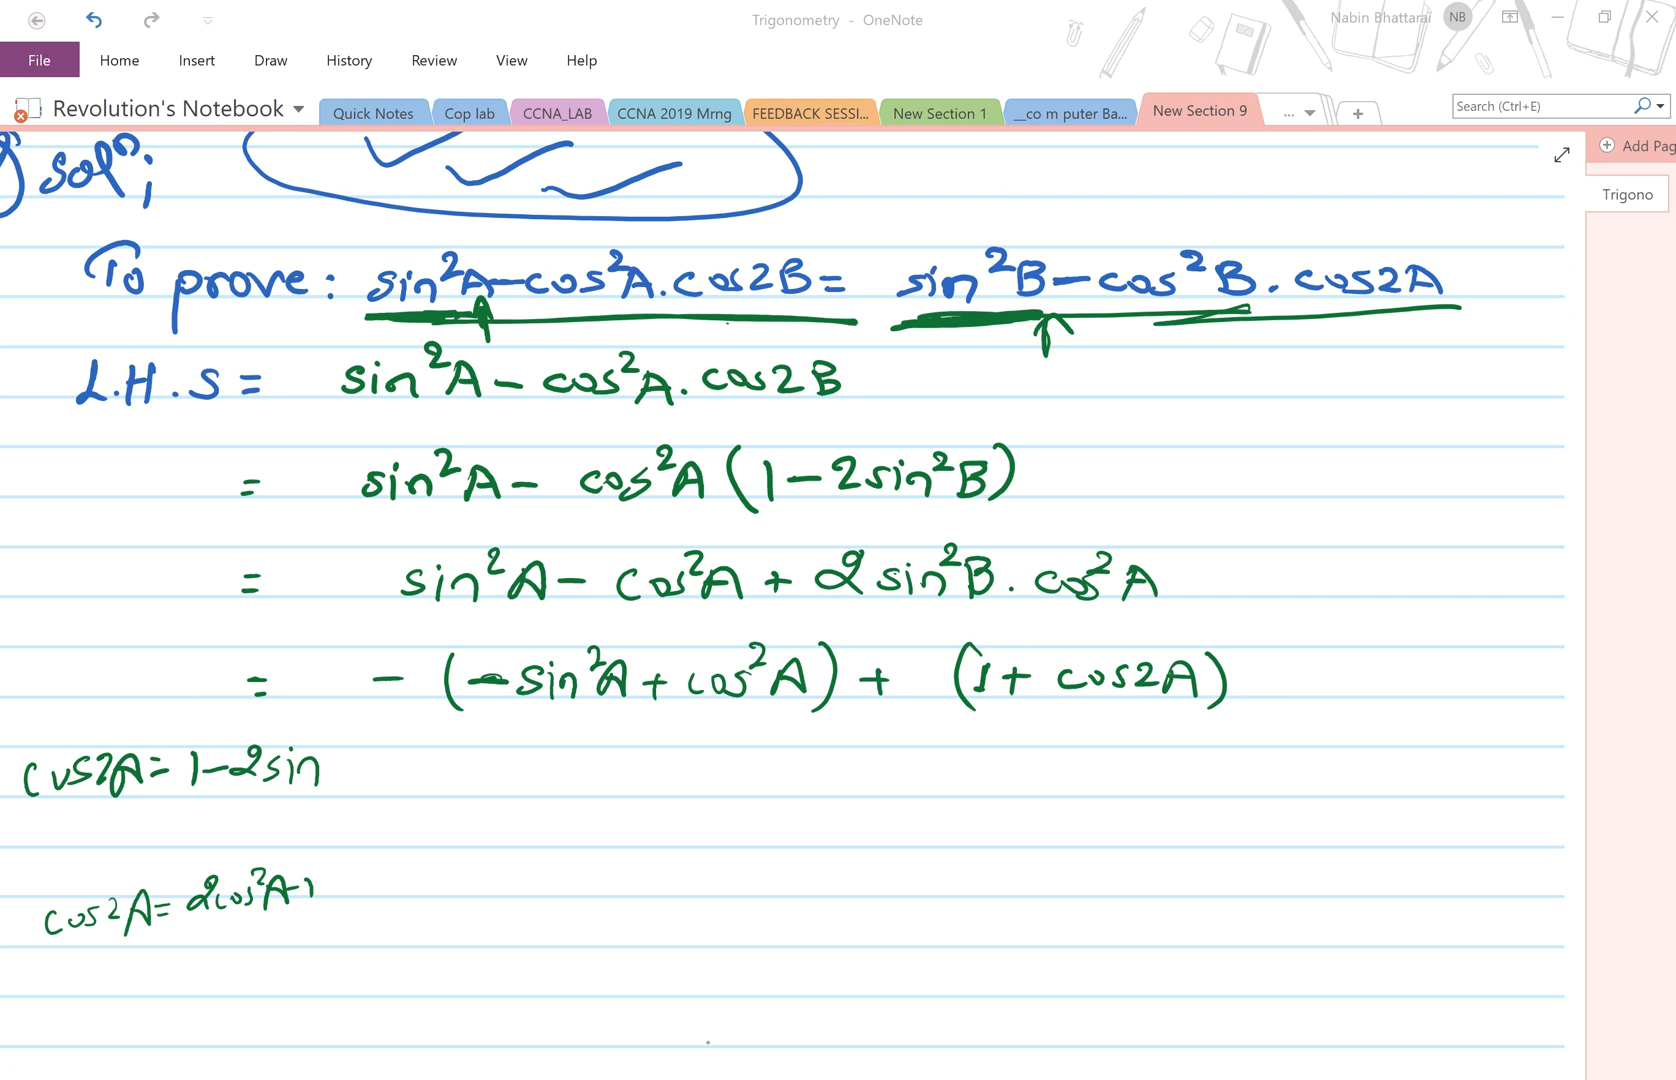 Trigonometry - OneNote
Nabin Bhattarai NB
File Home Insert Draw History Review View Help
Revolution's Notebook Quick Notes Cop lab CCNA_LAB CCNA 2019 Mrng FEEDBACK SESSI... New Section 1 __co m puter Ba... New Section 9 ... + Search (Ctrl+E)
Add Pag
Trigono
Solⁿ;
To prove: sin²A-cos²A.cos2B= sin²B-cos²B.cos2A
L.H.S = sin²A - cos²A.cos2B
= sin²A - cos²A (1-2sin²B)
= sin²A - cos²A + 2sin²B.cos²A
= - (-sin²A + cos²A) + (1+ cos2A)
cos2A= 1-2sin
cos2A= 2cos²A-1